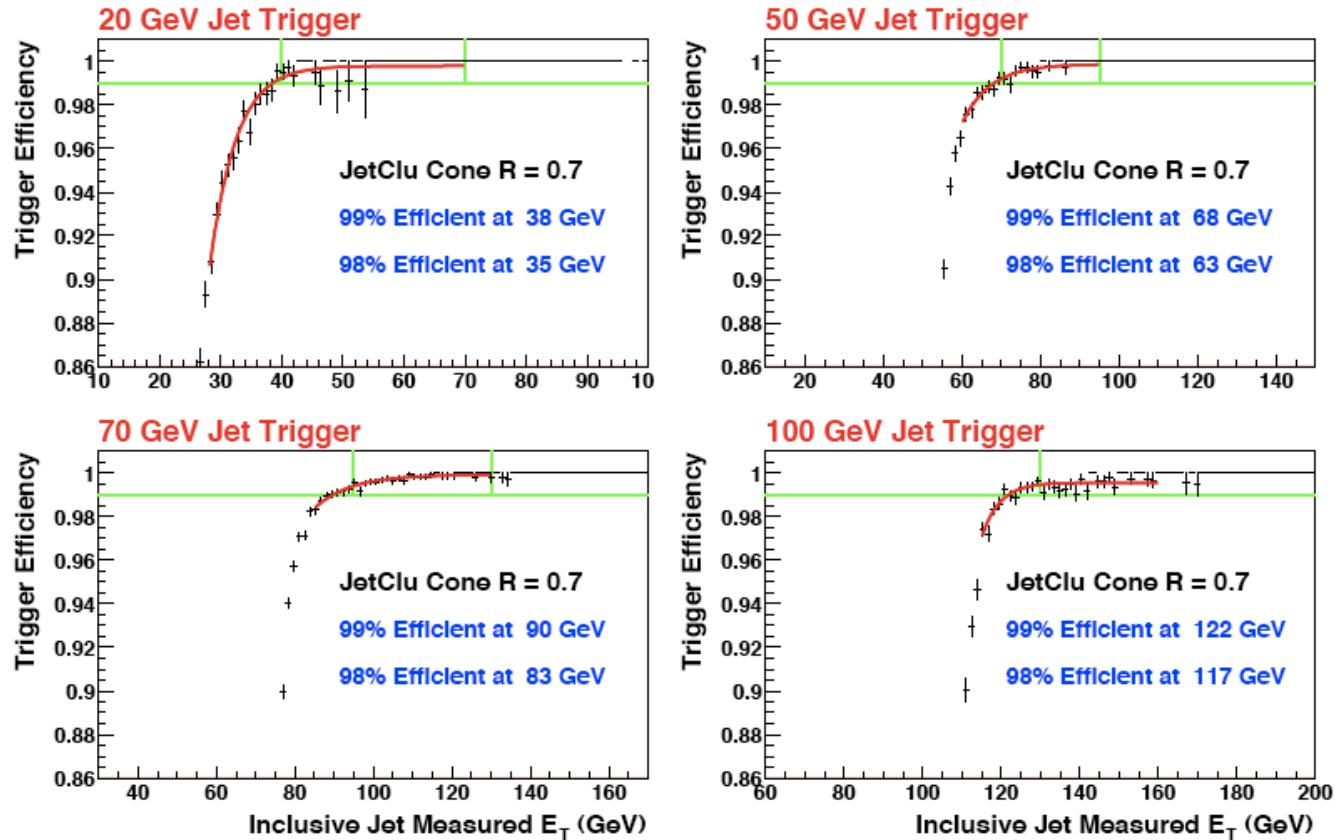 20 GeV Jet Trigger
Trigger Efficiency
1
0.98
0.96
0.94
0.92
0.9
0.88
0.86
JetClu Cone R = 0.7
99% Efficient at 38 GeV
98% Efficient at 35 GeV
10 20 30 40 50 60 70 80 90 10
50 GeV Jet Trigger
Trigger Efficiency
1
0.98
0.96
0.94
0.92
0.9
0.88
0.86
JetClu Cone R = 0.7
99% Efficient at 68 GeV
98% Efficient at 63 GeV
20 40 60 80 100 120 140
70 GeV Jet Trigger
Trigger Efficiency
1
0.98
0.96
0.94
0.92
0.9
0.88
0.86
JetClu Cone R = 0.7
99% Efficient at 90 GeV
98% Efficient at 83 GeV
40 60 80 100 120 140 160
Inclusive Jet Measured E_T (GeV)
100 GeV Jet Trigger
Trigger Efficiency
1
0.98
0.96
0.94
0.92
0.9
0.88
0.86
JetClu Cone R = 0.7
99% Efficient at 122 GeV
98% Efficient at 117 GeV
60 80 100 120 140 160 180 200
Inclusive Jet Measured E_T (GeV)